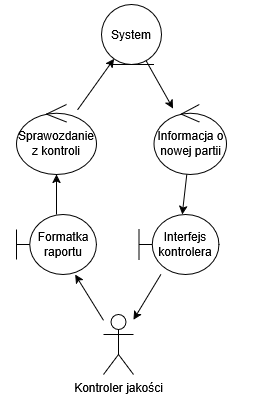 System
Sprawozdanie
z kontroli
Informacja o
nowej partii
Formatka
raportu
Interfejs
kontrolera
Kontroler jakości